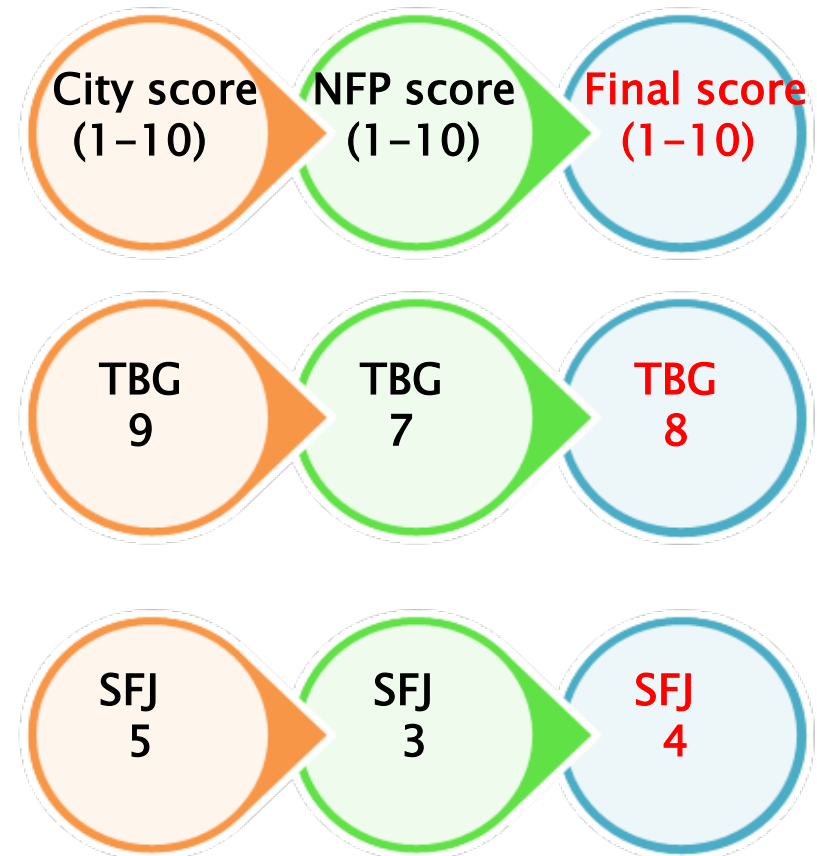 City score
(1-10)
NFP score
(1-10)
Final score
(1-10)
TBG
9
TBG
7
TBG
8
SFJ
5
SFJ
3
SFJ
4